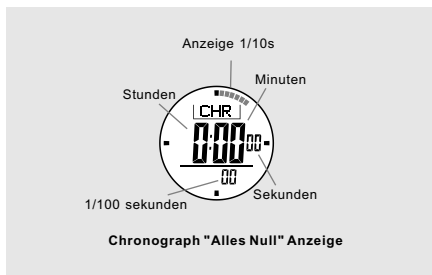 Anzeige 1/10s
Minuten
Stunden
CHR
0:00 00
00
Sekunden
1/100 sekunden
Chronograph "Alles Null" Anzeige